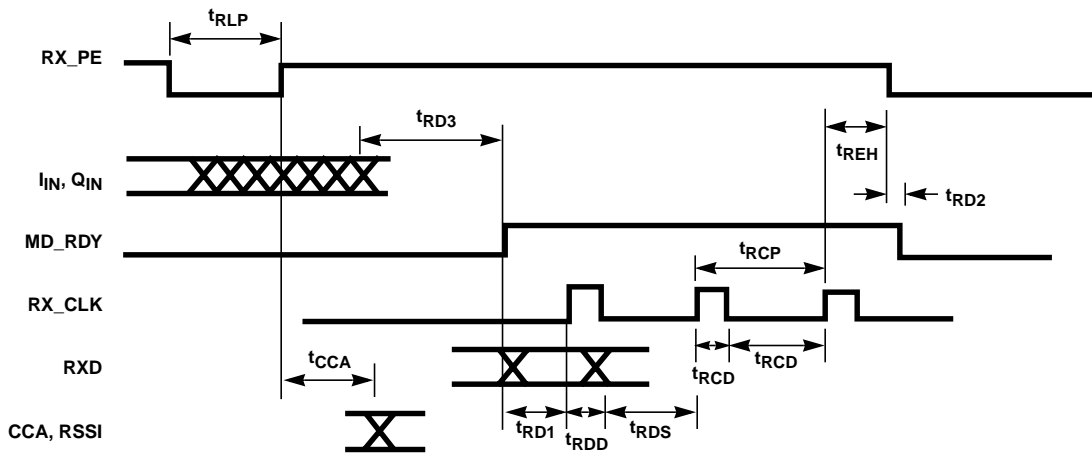 tRLP
RX_PE
tRD3
tREH
IIN, QIN
tRD2
MD_RDY
tRCP
RX_CLK
tCCA
RXD
tRCD
tRCD
tRD1
tRDD
tRDS
CCA, RSSI